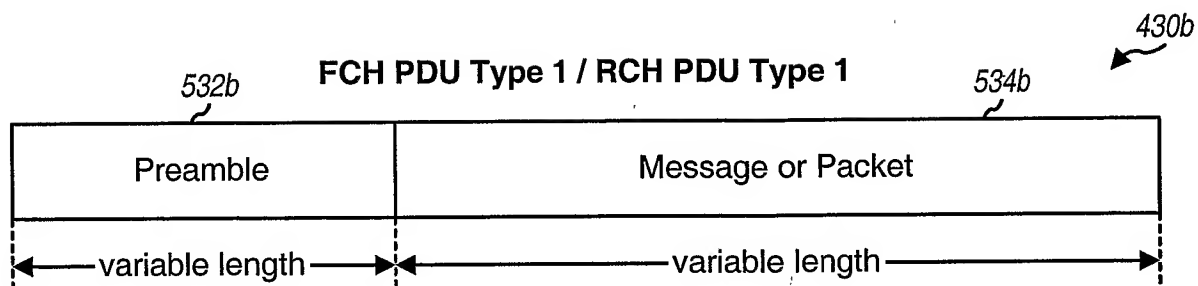 430b
FCH PDU Type 1 / RCH PDU Type 1
532b 534b
Preamble Message or Packet
variable length variable length